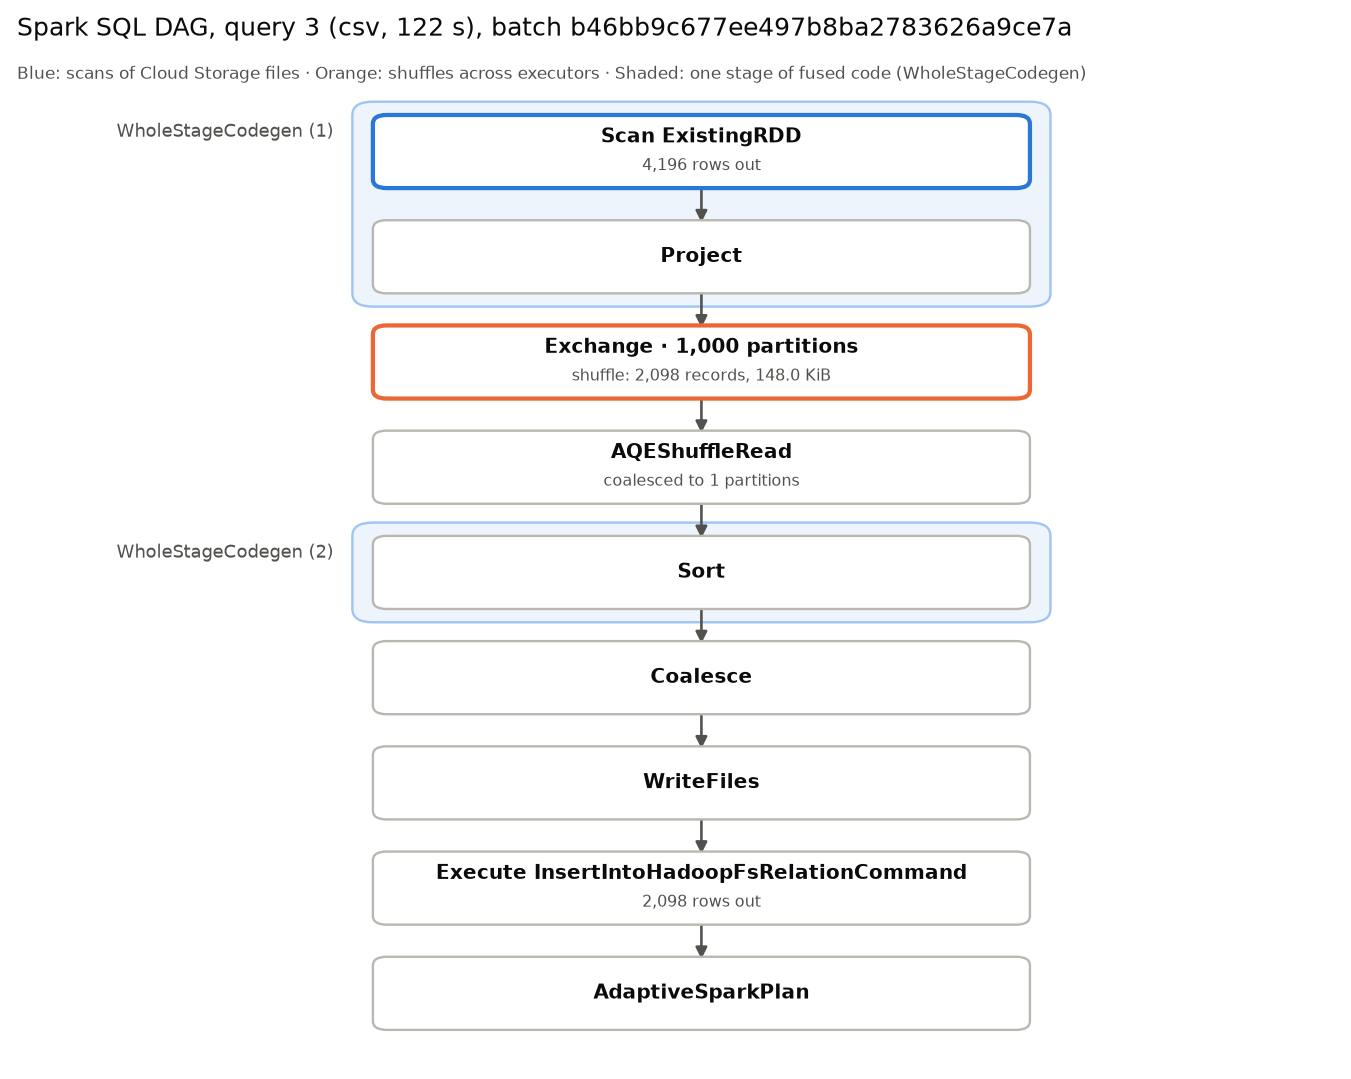 Spark SQL DAG, query 3 (csv, 122 s), batch b46bb9c677ee497b8ba2783626a9ce7a
Blue: scans of Cloud Storage files · Orange: shuffles across executors · Shaded: one stage of fused code (WholeStageCodegen)
WholeStageCodegen (1)
Scan ExistingRDD
4,196 rows out
Project
Exchange · 1,000 partitions
shuffle: 2,098 records, 148.0 KiB
AQEShuffleRead
coalesced to 1 partitions
WholeStageCodegen (2)
Sort
Coalesce
WriteFiles
Execute InsertIntoHadoopFsRelationCommand
2,098 rows out
AdaptiveSparkPlan